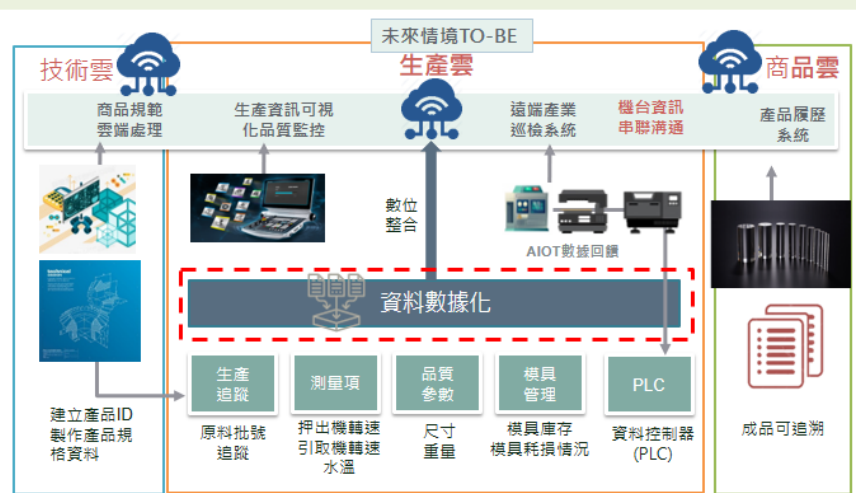 未來情境TO-BE
技術雲
生產雲
商品雲
商品規範
雲端處理
生產資訊可視
化品質監控
遠端產業
巡檢系統
機台資訊
串聯溝通
產品履歷
系統
數位
整合
AIOT數據回饋
資料數據化
生產
追蹤
測量項
品質
參數
模具
管理
PLC
建立產品ID
製作產品規
格資料
原料批號
追蹤
押出機轉速
引取機轉速
水溫
尺寸
重量
模具庫存
模具耗損情況
資料控制器
(PLC)
成品可追溯